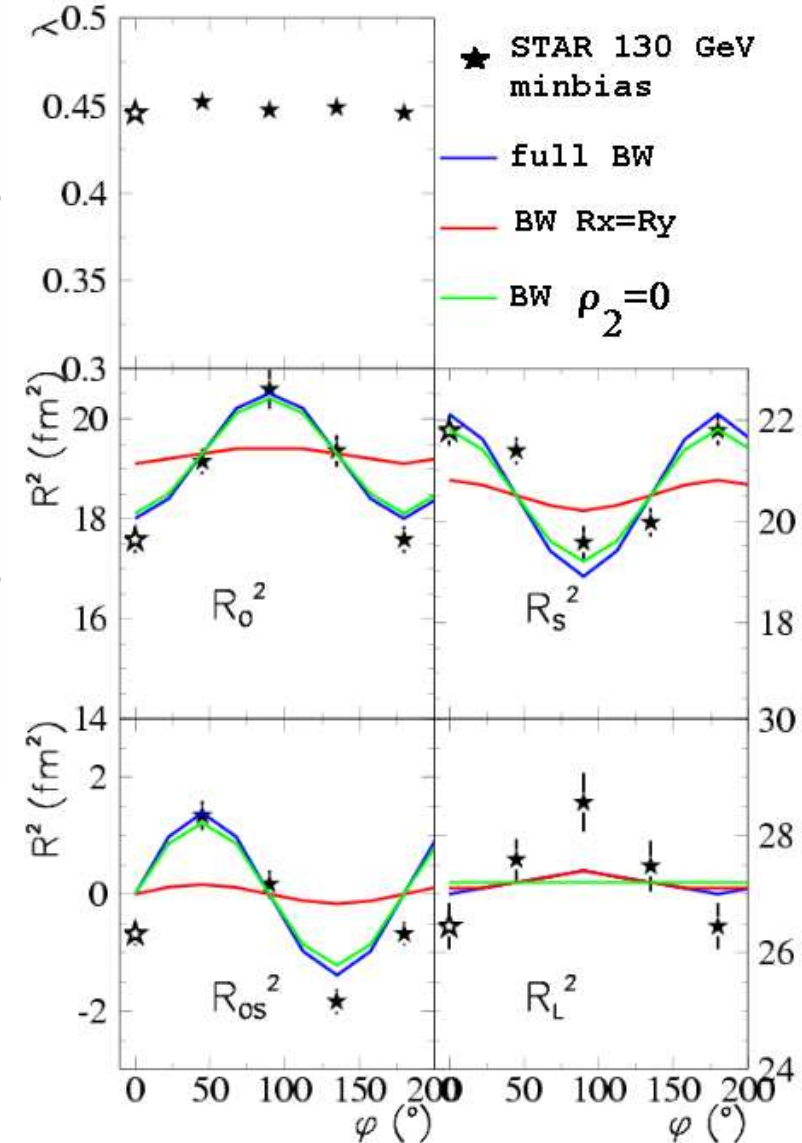 λ
0.5
0.45
0.4
0.35
0.3
STAR 130 GeV
minbias
full BW
BW Rx=Ry
BW ρ2=0
R² (fm²)
20
18
16
14
Ro²
22
20
18
Rs²
R² (fm²)
2
0
-2
Ros²
30
28
26
24
RL²
0 50 100 150 200
φ (°)
0 50 100 150 200
φ (°)